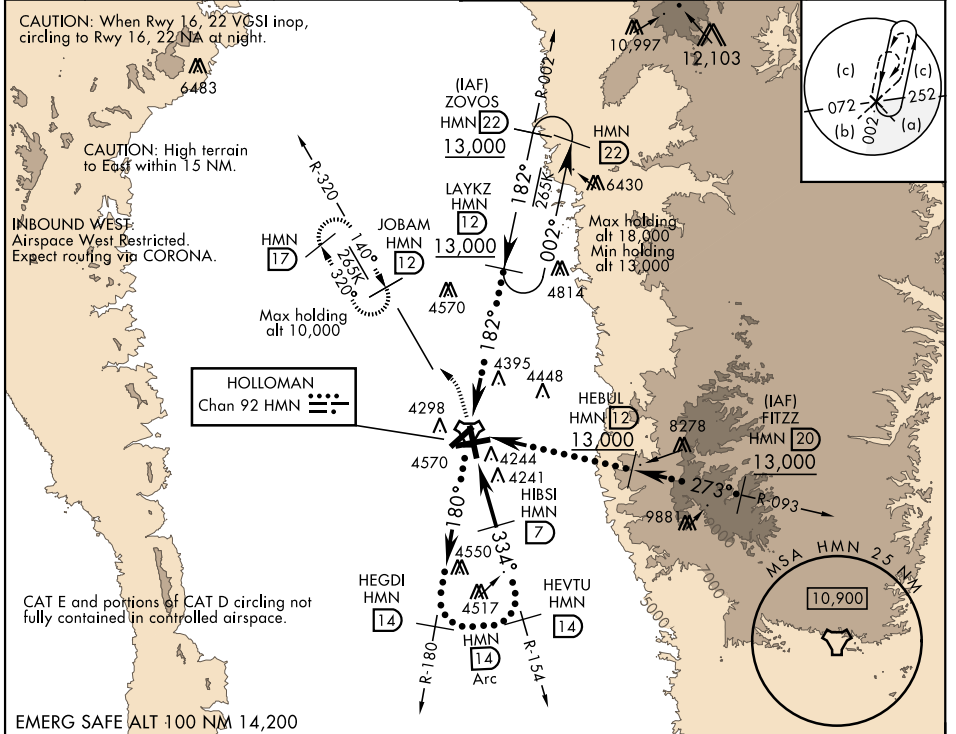 CAUTION: When Rwy 16, 22 VGSI inop,
circling to Rwy 16, 22 NA at night.
6483
CAUTION: High terrain
to East within 15 NM.
INBOUND WEST:
Airspace West Restricted.
Expect routing via CORONA.
10,997
12,103
R-002
(IAF)
ZOVOS
HMN 22
13,000
HMN
22
6430
182°
265K
002°
LAYKZ
HMN
12
13,000
Max holding
alt 18,000
Min holding
alt 13,000
4814
(c)
(c)
072
252
(b)
(a)
002
R-320
HMN
17
140°
265K
320°
JOBAM
HMN
12
Max holding
alt 10,000
4570
182°
HOLLOMAN
Chan 92 HMN
4298
4395
4448
4570
4244
4241
HEBUL
HMN 12
13,000
8278
(IAF)
FITZZ
HMN 20
13,000
273°
R-093
9881
HIBSI
HMN
7
334°
180°
4550
4517
HEGDI
HMN
14
HEVTU
HMN
14
HMN
14
Arc
R-180
R-154
5000
CAT E and portions of CAT D circling not
fully contained in controlled airspace.
MSA HMN 25 NM
10,900
EMERG SAFE ALT 100 NM 14,200